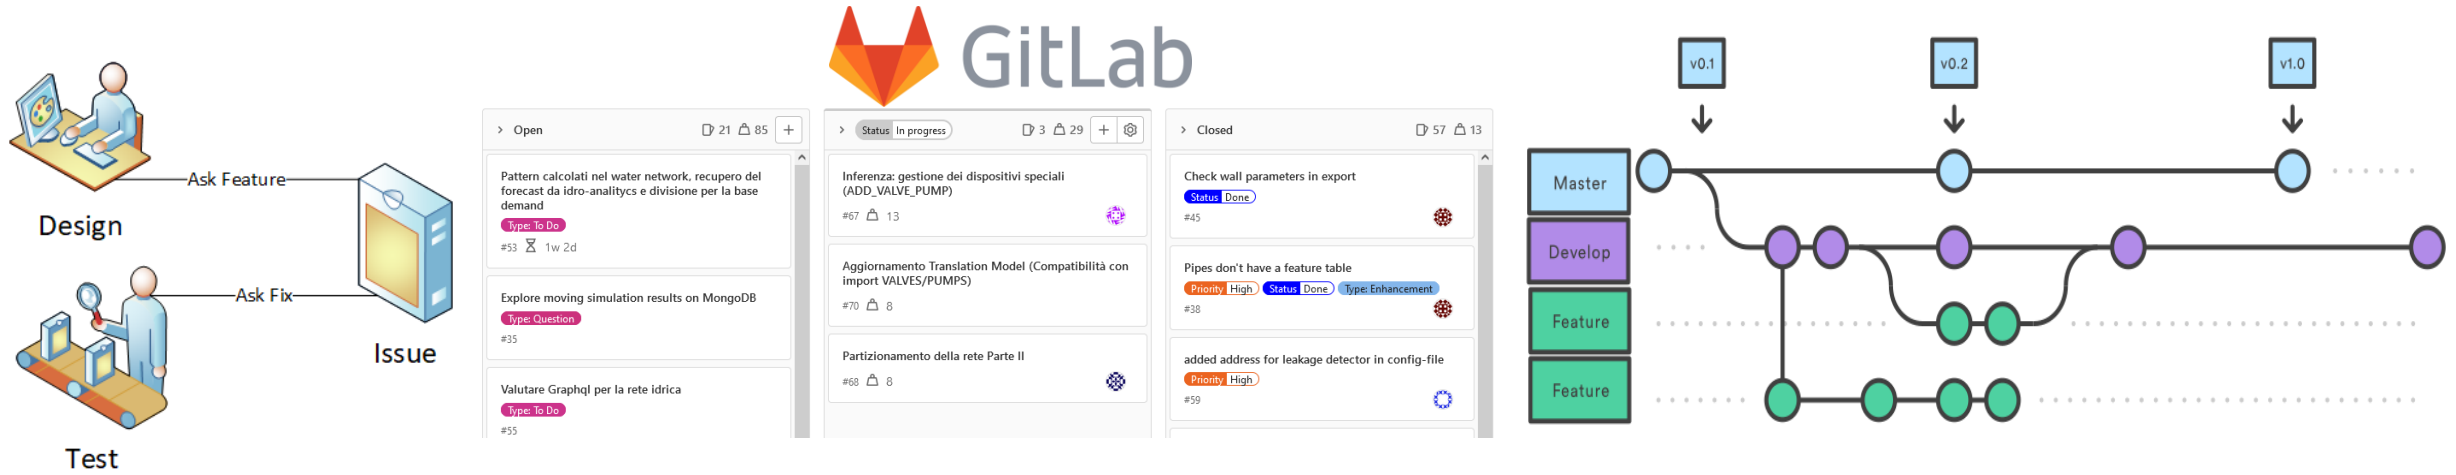 GitLab
Ask Feature
Design
Ask Fix
Issue
Test
Open 21 85
Pattern calcolati nel water network, recupero del
forecast da idro-analitycs e divisione per la base
demand
Type: To Do
#53 1w 2d
Explore moving simulation results on MongoDB
Type: Question
#35
Valutare Graphql per la rete idrica
Type: To Do
#55
Status In progress 3 29
Inferenza: gestione dei dispositivi speciali
(ADD_VALVE_PUMP)
#67 13
Aggiornamento Translation Model (Compatibilità con
import VALVES/PUMPS)
#70 8
Partizionamento della rete Parte II
#68 8
Closed 57 13
Check wall parameters in export
Status Done
#45
Pipes don't have a feature table
Priority High Status Done Type: Enhancement
#38
added address for leakage detector in config-file
Priority High
#59
v0.1 v0.2 v1.0
Master
Develop
Feature
Feature